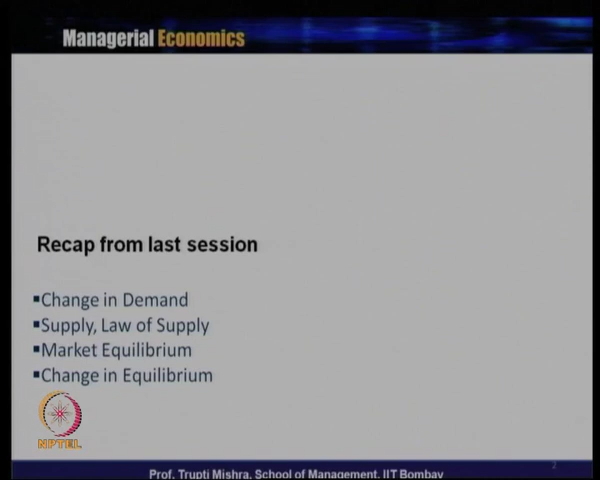 Managerial Economics
Recap from last session
▪Change in Demand
▪Supply, Law of Supply
▪Market Equilibrium
▪Change in Equilibrium
NPTEL
2
Prof. Trupti Mishra, School of Management, IIT Bombay